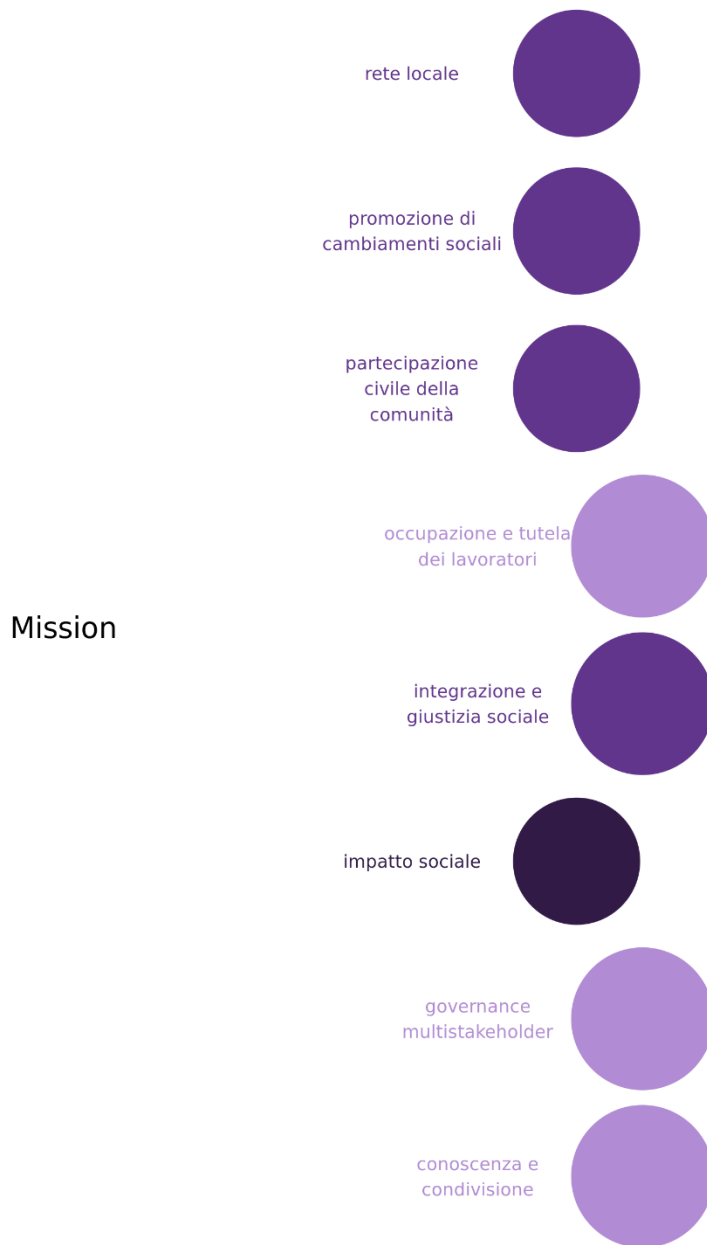 rete locale
promozione di
cambiamenti sociali
partecipazione
civile della
comunità
occupazione e tutela
dei lavoratori
Mission
integrazione e
giustizia sociale
impatto sociale
governance
multistakeholder
conoscenza e
condivisione